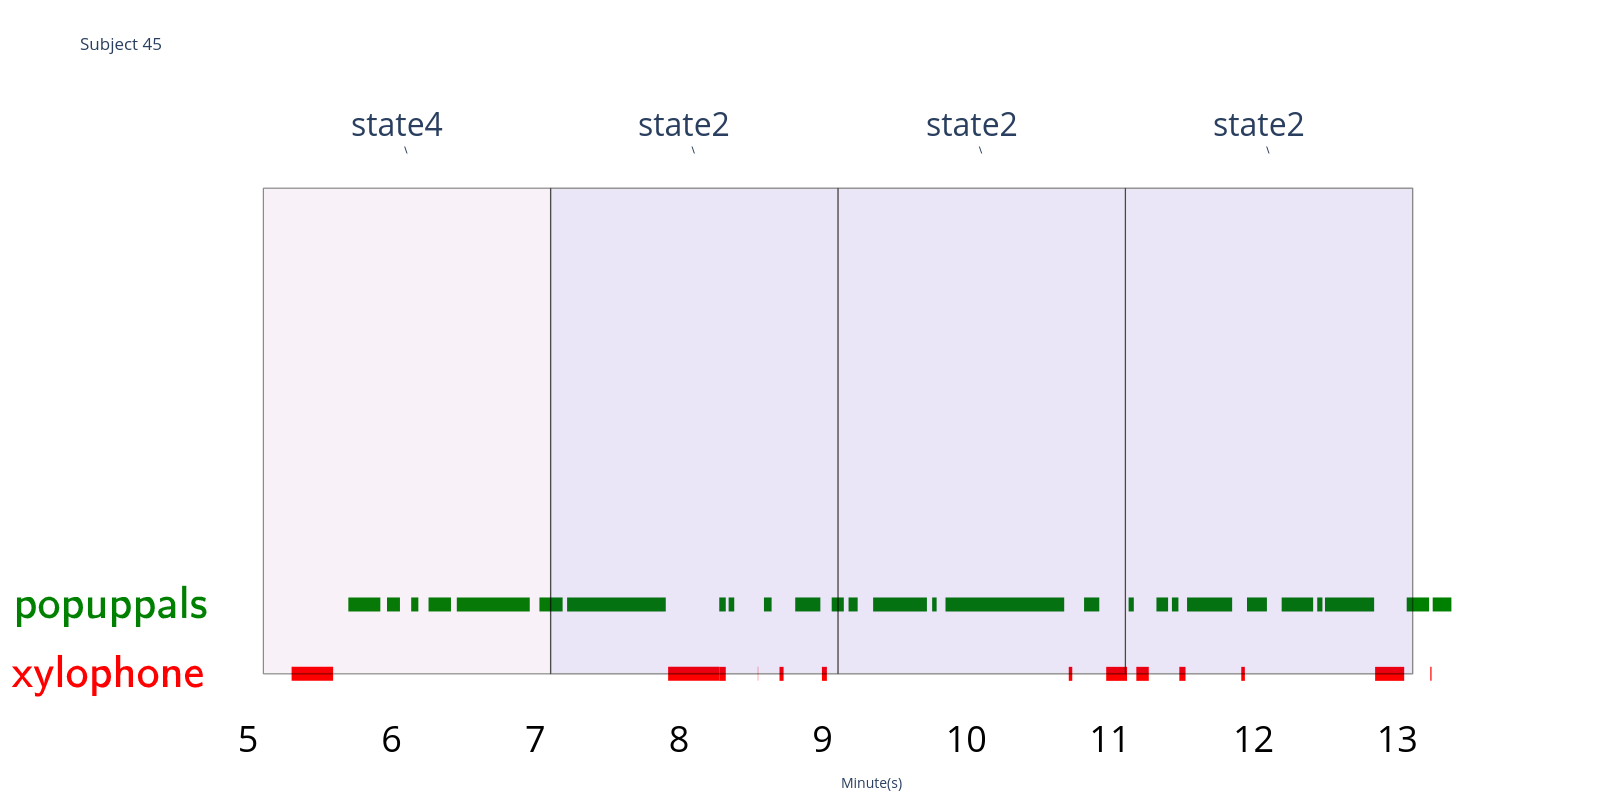 Subject 45
state4 state2 state2 state2
popuppals
xylophone
5 6 7 8 9 10 11 12 13
Minute(s)